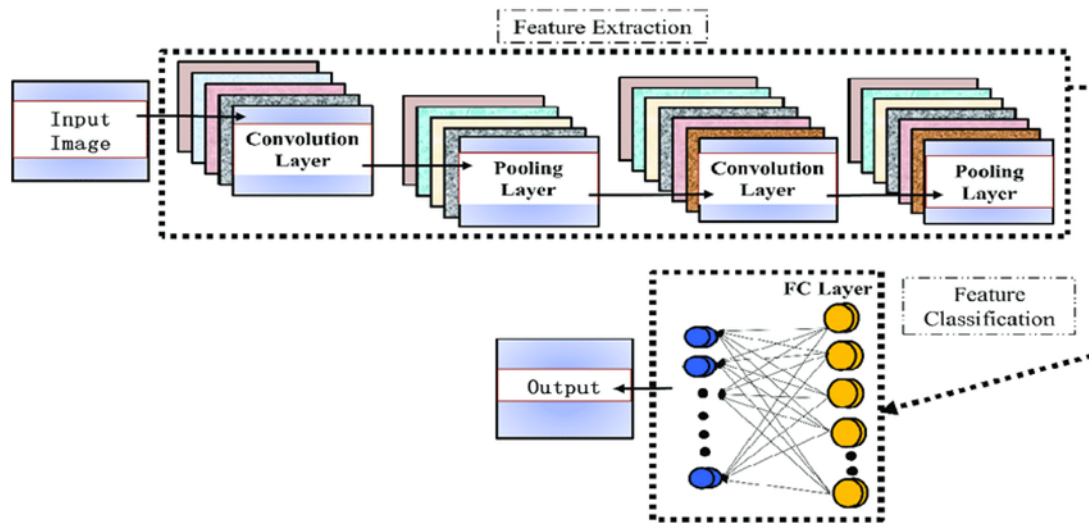 Feature Extraction
Input
Image
Convolution
Layer
Pooling
Layer
Convolution
Layer
Pooling
Layer
FC Layer
Feature
Classification
Output